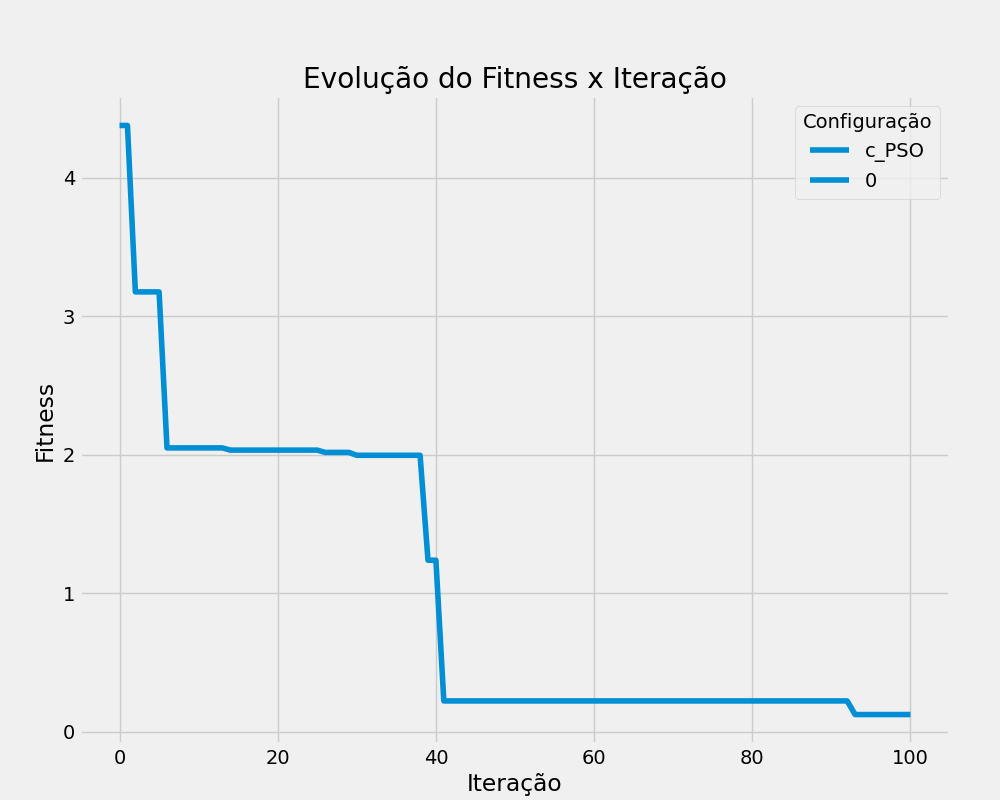 Evolução do Fitness x Iteração
Configuração
c_PSO
0
Fitness
4
3
2
1
0
0 20 40 60 80 100
Iteração